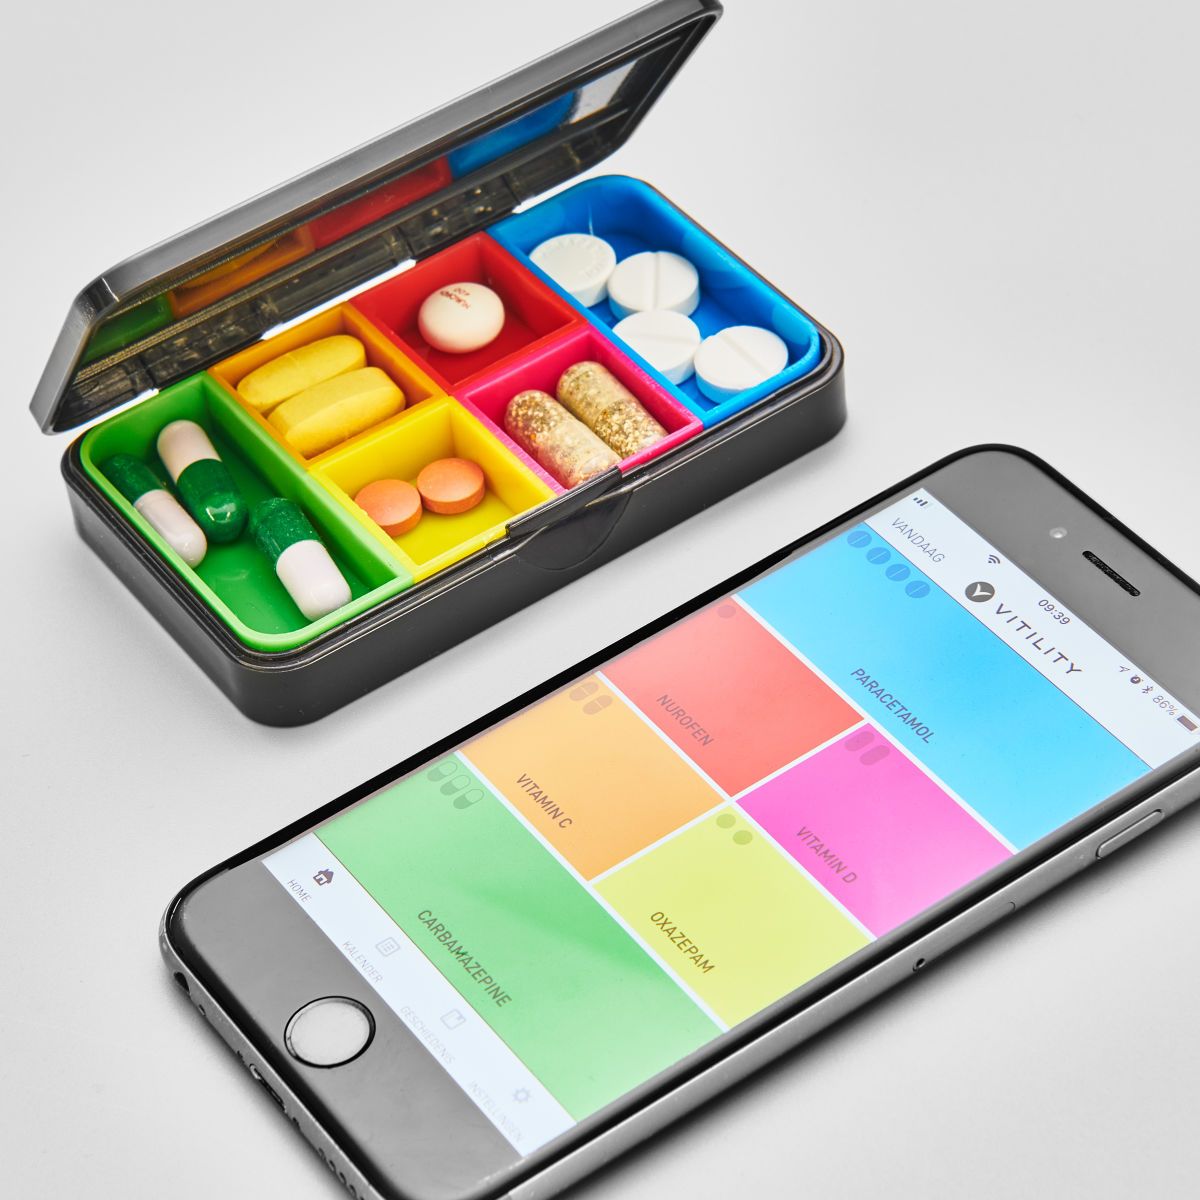 VANDAAG
09:39
86%
VITILITY
PARACETAMOL
NUROFEN
VITAMIN D
VITAMIN C
OXAZEPAM
CARBAMAZEPINE
HOME
KALENDER
GESCHIEDENIS
INSTELLINGEN